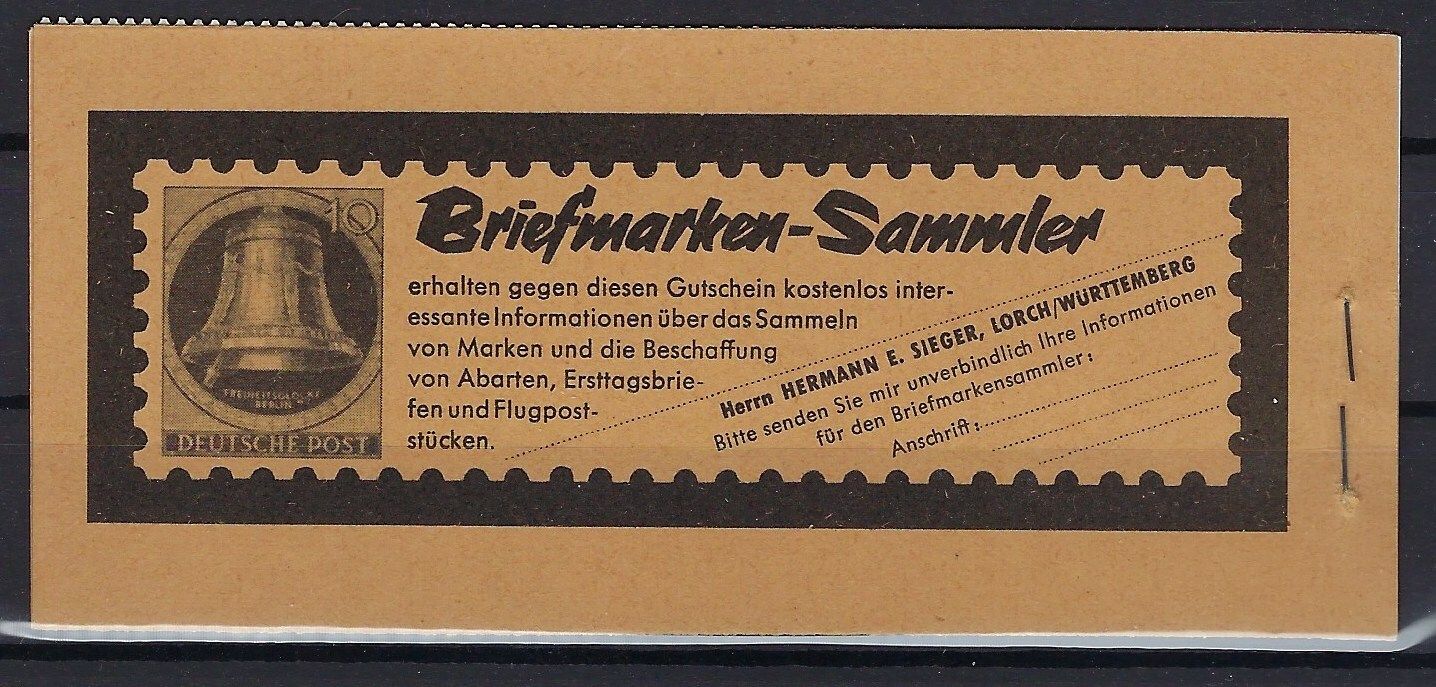 10
FREIHEITSGLOCKE
BERLIN
DEUTSCHE POST
Briefmarken-Sammler
erhalten gegen diesen Gutschein kostenlos inter-
essante Informationen über das Sammeln
von Marken und die Beschaffung
von Abarten, Ersttagsbrie-
fen und Flugpost-
stücken.
Herrn HERMANN E. SIEGER, LORCH/WURTTEMBERG
Bitte senden Sie mir unverbindlich Ihre Informationen
für den Briefmarkensammler:
Anschrift: